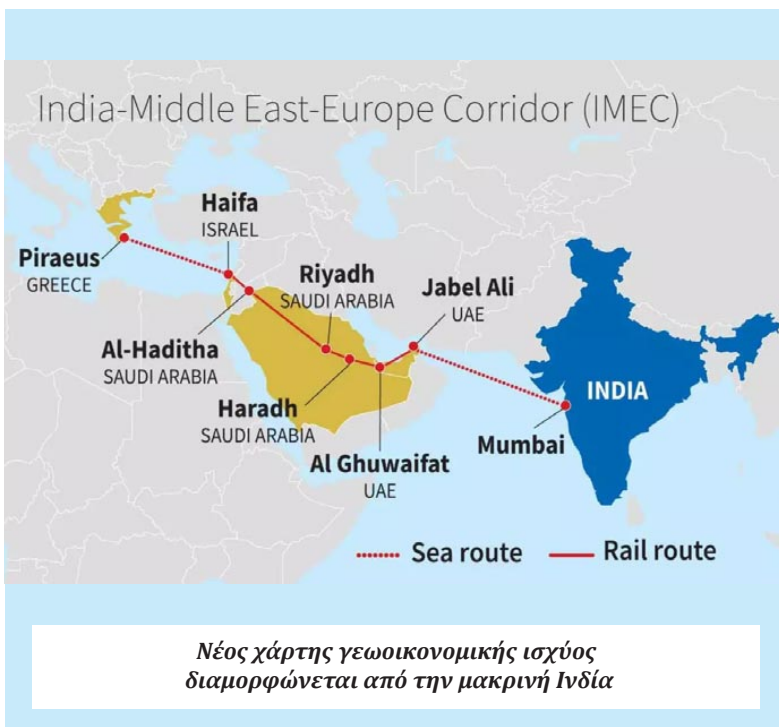 India-Middle East-Europe Corridor (IMEC)
Haifa
ISRAEL
Piraeus
GREECE
Riyadh
SAUDI ARABIA
Jabel Ali
UAE
Al-Haditha
SAUDI ARABIA
Haradh
SAUDI ARABIA
Al Ghuwaifat
UAE
INDIA
Mumbai
Sea route
Rail route
Νέος χάρτης γεωοικονομικής ισχύος
διαμορφώνεται από την μακρινή Ινδία